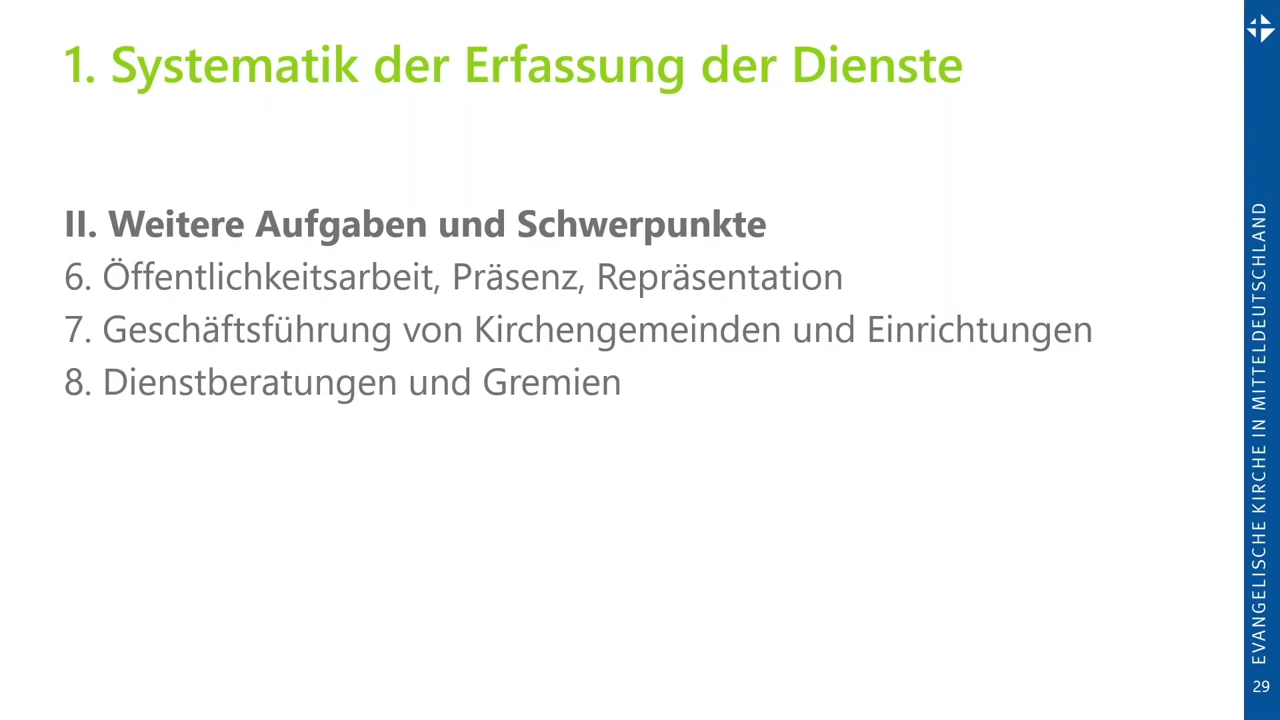 1. Systematik der Erfassung der Dienste
II. Weitere Aufgaben und Schwerpunkte
6. Öffentlichkeitsarbeit, Präsenz, Repräsentation
7. Geschäftsführung von Kirchengemeinden und Einrichtungen
8. Dienstberatungen und Gremien
EVANGELISCHE KIRCHE IN MITTELDEUTSCHLAND
29